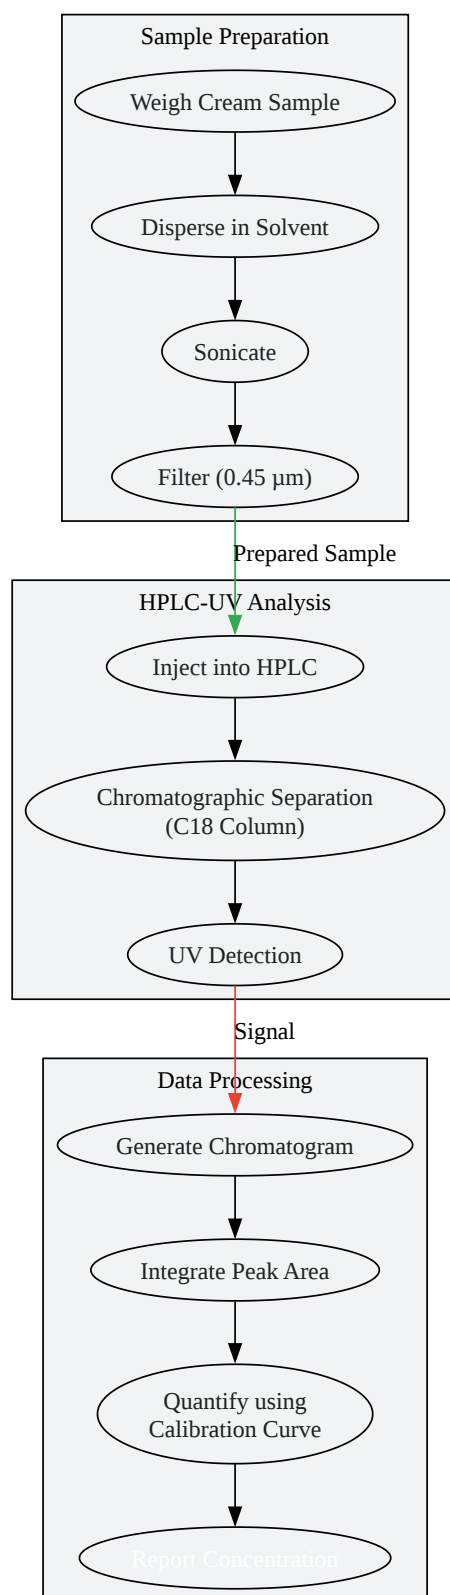 Sample Preparation
Weigh Cream Sample
Disperse in Solvent
Sonicate
Filter (0.45 µm)
Prepared Sample
HPLC-UV Analysis
Inject into HPLC
Chromatographic Separation
(C18 Column)
UV Detection
Signal
Data Processing
Generate Chromatogram
Integrate Peak Area
Quantify using
Calibration Curve
Report Concentration